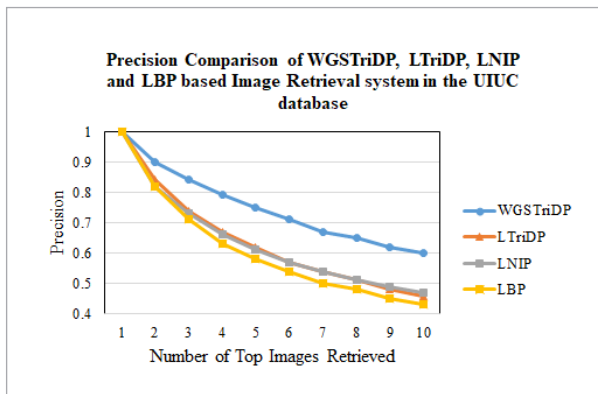 Precision Comparison of WGSTriDP, LTriDP, LNIP
and LBP based Image Retrieval system in the UIUC
database
1
0.9
0.8
0.7
0.6
0.5
0.4
Precision
1 2 3 4 5 6 7 8 9 10
Number of Top Images Retrieved
WGSTriDP
LTriDP
LNIP
LBP